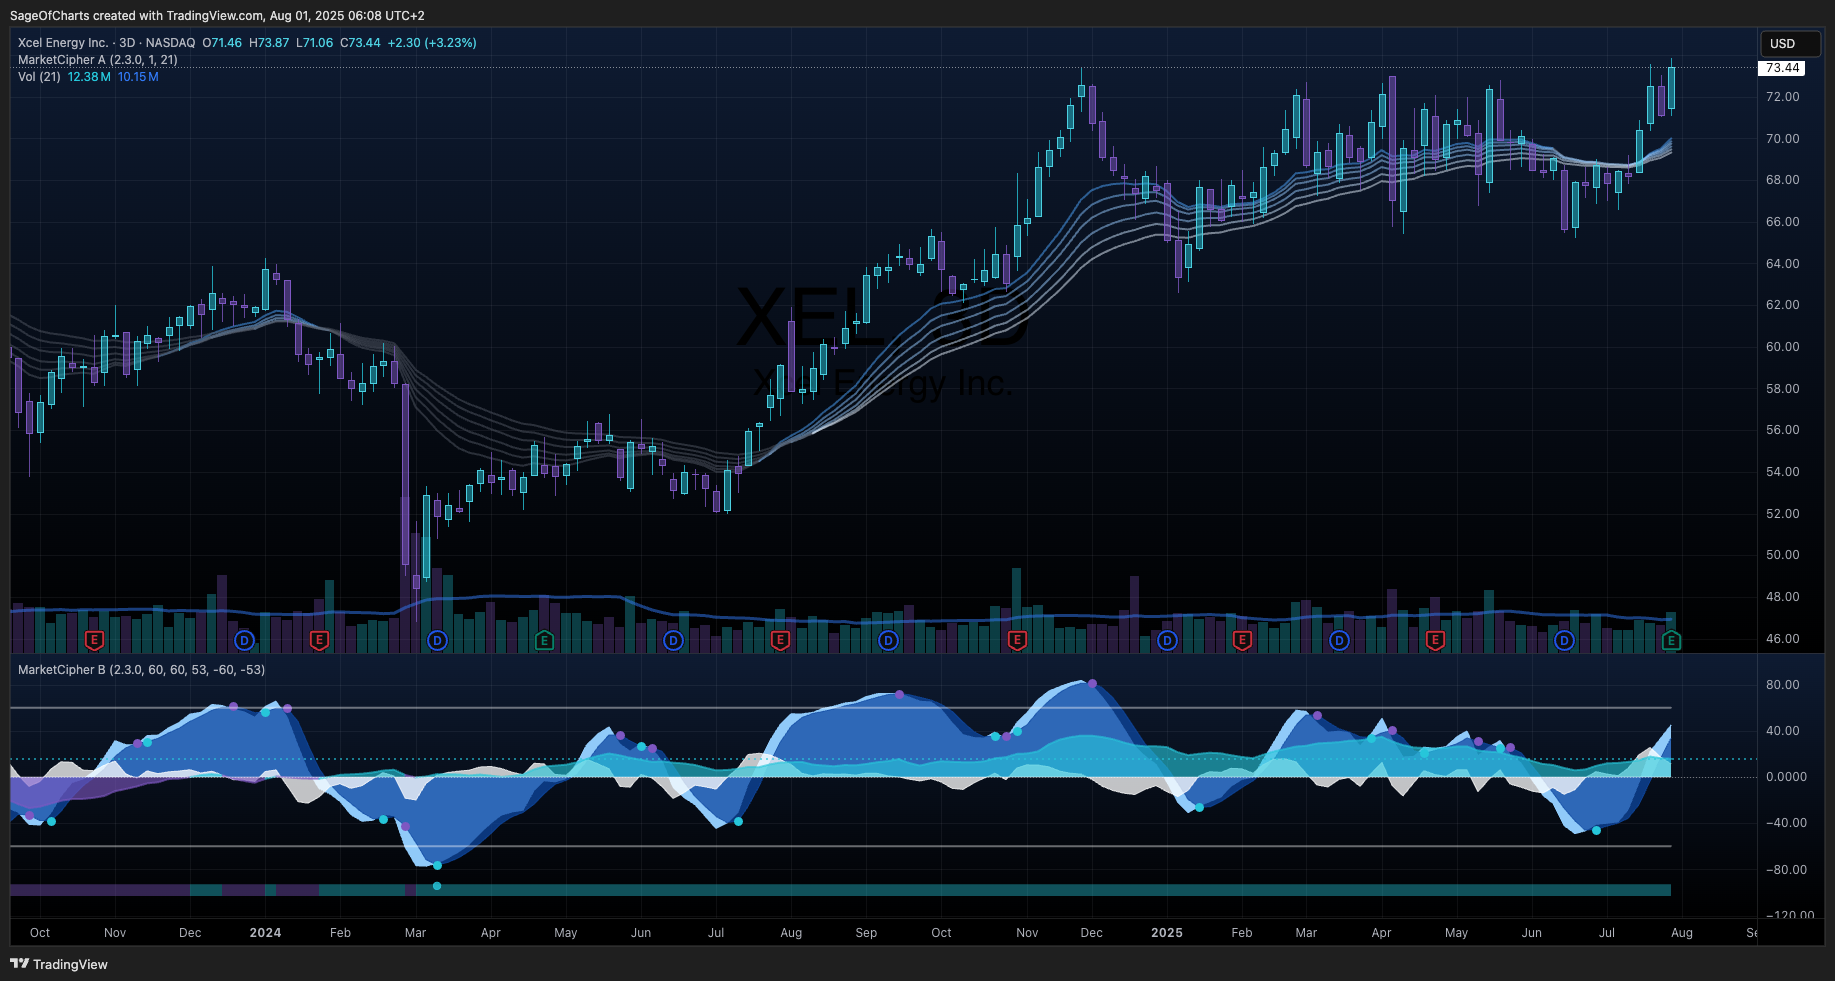 SageOfCharts created with TradingView.com, Aug 01, 2025 06:08 UTC+2
Xcel Energy Inc. · 3D · NASDAQ O71.46 H73.87 L71.06 C73.44 +2.30 (+3.23%)
MarketCipher A (2.3.0, 1, 21)
Vol (21) 12.38 M 10.15 M
USD
73.44
72.00
70.00
68.00
66.00
64.00
62.00
60.00
58.00
56.00
54.00
52.00
50.00
48.00
46.00
Xcel Energy Inc.
E D E D E D E D E D E D E D E
MarketCipher B (2.3.0, 60, 60, 53, -60, -53)
80.00
40.00
0.0000
−40.00
−80.00
−120.00
Oct Nov Dec 2024 Feb Mar Apr May Jun Jul Aug Sep Oct Nov Dec 2025 Feb Mar Apr May Jun Jul Aug
TradingView